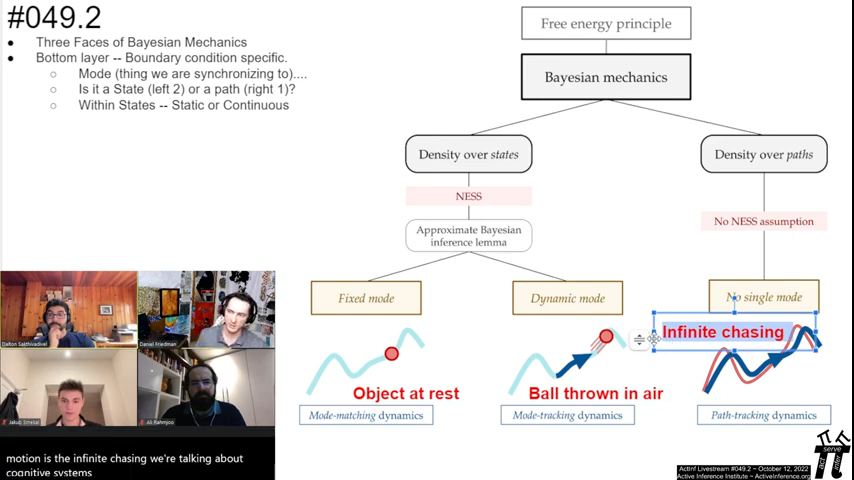 #049.2
Three Faces of Bayesian Mechanics
Bottom layer -- Boundary condition specific.
Mode (thing we are synchronizing to)....
Is it a State (left 2) or a path (right 1)?
Within States -- Static or Continuous
Free energy principle
Bayesian mechanics
Density over states
Density over paths
NESS
No NESS assumption
Approximate Bayesian
inference lemma
Fixed mode
Dynamic mode
No single mode
Infinite chasing
Object at rest
Ball thrown in air
Mode-matching dynamics
Mode-tracking dynamics
Path-tracking dynamics
Dalton Sakthivadivel
Daniel Friedman
Jakub Smékal
Ali Rahmjoo
motion is the infinite chasing we're talking about
cognitive systems
ActInf Livestream #049.2 ~ October 12, 2022
Active Inference Institute ~ ActiveInference.org
act
serve
infer